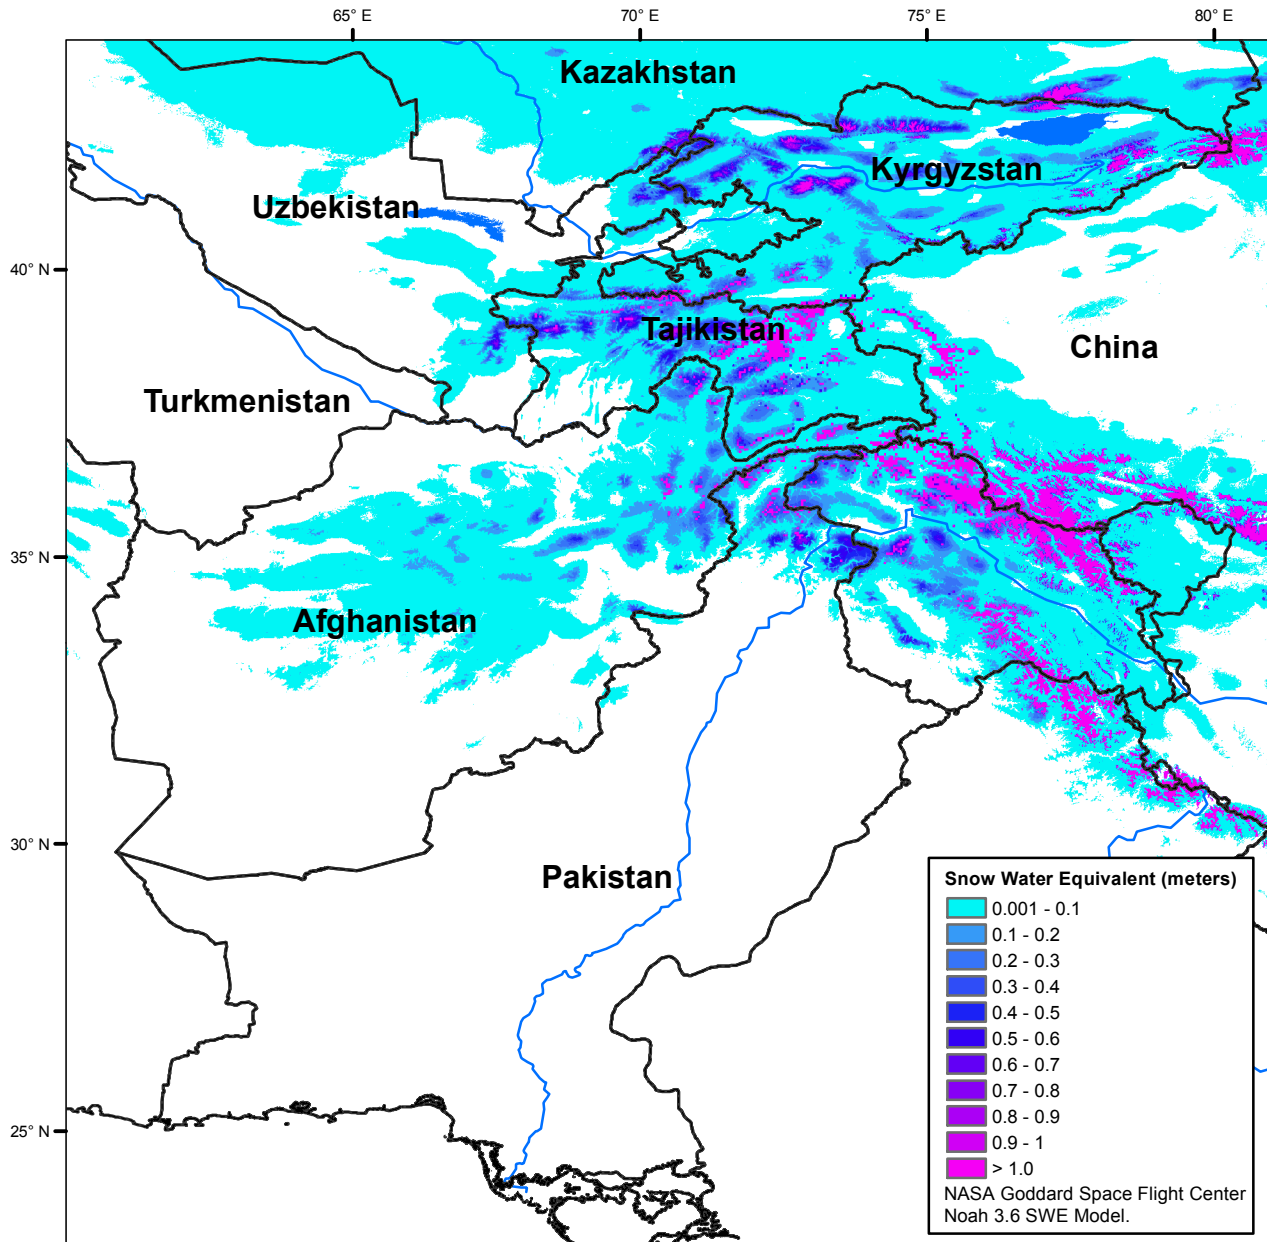 65° E
70° E
75° E
80° E
Kazakhstan
Kyrgyzstan
Uzbekistan
40° N
Tajikistan
China
Turkmenistan
35° N
Afghanistan
30° N
Pakistan
25° N
Snow Water Equivalent (meters)
0.001 - 0.1
0.1 - 0.2
0.2 - 0.3
0.3 - 0.4
0.4 - 0.5
0.5 - 0.6
0.6 - 0.7
0.7 - 0.8
0.8 - 0.9
0.9 - 1
> 1.0
NASA Goddard Space Flight Center
Noah 3.6 SWE Model.